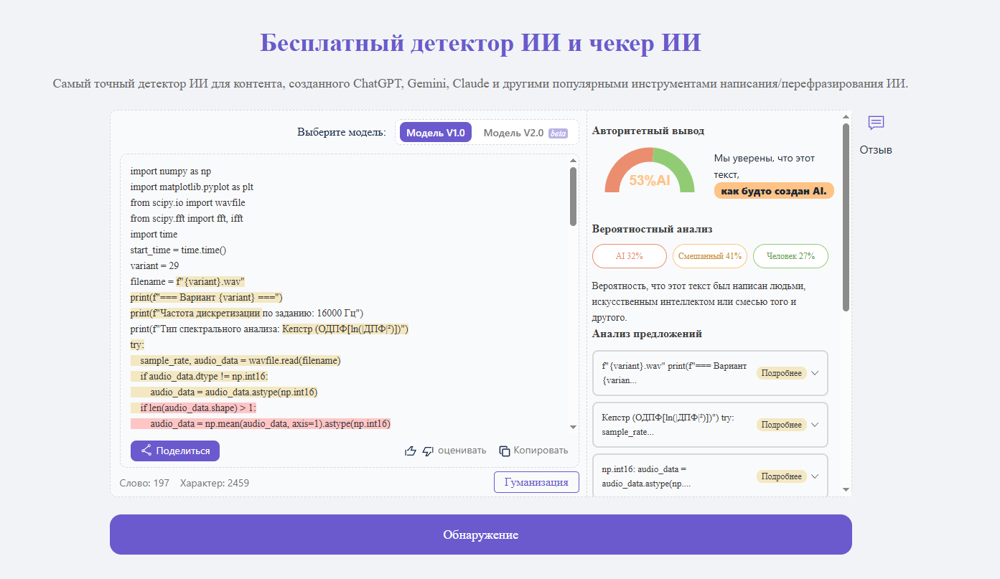 Бесплатный детектор ИИ и чекер ИИ
Самый точный детектор ИИ для контента, созданного ChatGPT, Gemini, Claude и другими популярными инструментами написания/перефразирования ИИ.
Выберите модель:
Модель V1.0
Модель V2.0 beta
import numpy as np
import matplotlib.pyplot as plt
from scipy.io import wavfile
from scipy.fft import fft, ifft
import time
start_time = time.time()
variant = 29
filename = f"{variant}.wav"
print(f"=== Вариант {variant} ===")
print(f"Частота дискретизации по заданию: 16000 Гц")
print(f"Тип спектрального анализа: Кепстр (ОДПФ[ln(|ДПФ|²)])")
try:
    sample_rate, audio_data = wavfile.read(filename)
    if audio_data.dtype != np.int16:
        audio_data = audio_data.astype(np.int16)
    if len(audio_data.shape) > 1:
        audio_data = np.mean(audio_data, axis=1).astype(np.int16)
Поделиться
оценивать
Копировать
Слово: 197
Характер: 2459
Гуманизация
Авторитетный вывод
53%AI
Мы уверены, что этот
текст,
как будто создан AI.
Вероятностный анализ
AI 32%
Смешанный 41%
Человек 27%
Вероятность, что этот текст был написан людьми,
искусственным интеллектом или смесью того и
другого.
Анализ предложений
f"{variant}.wav" print(f"=== Вариант
{varian...
Подробнее
Кепстр (ОДПФ[ln(|ДПФ|²)])") try:
sample_rate...
Подробнее
np.int16: audio_data =
audio_data.astype(np....
Подробнее
Отзыв
Обнаружение